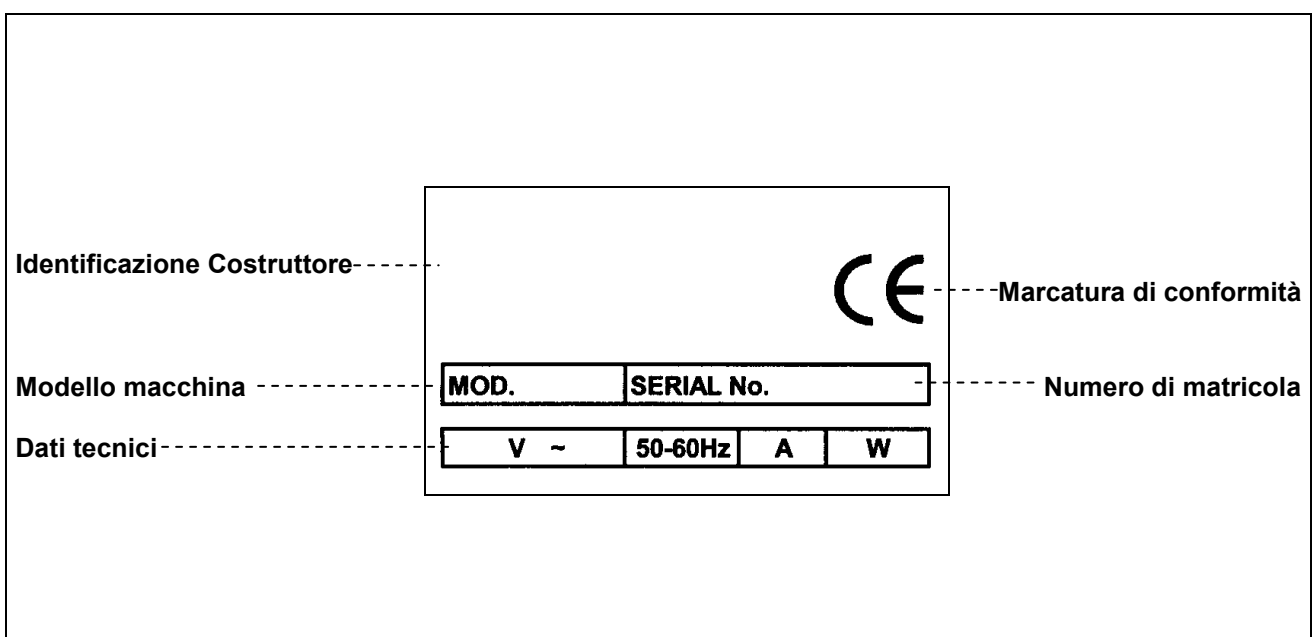 Identificazione Costruttore
CE
Marcatura di conformità
Modello macchina
MOD.
SERIAL No.
Numero di matricola
Dati tecnici
V ~
50-60Hz
A
W